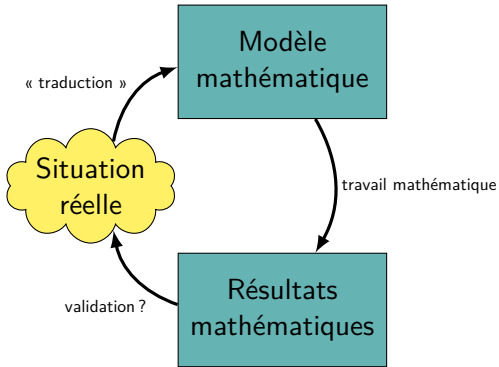 Modèle
mathématique
« traduction »
Situation
réelle
travail mathématique
validation ?
Résultats
mathématiques